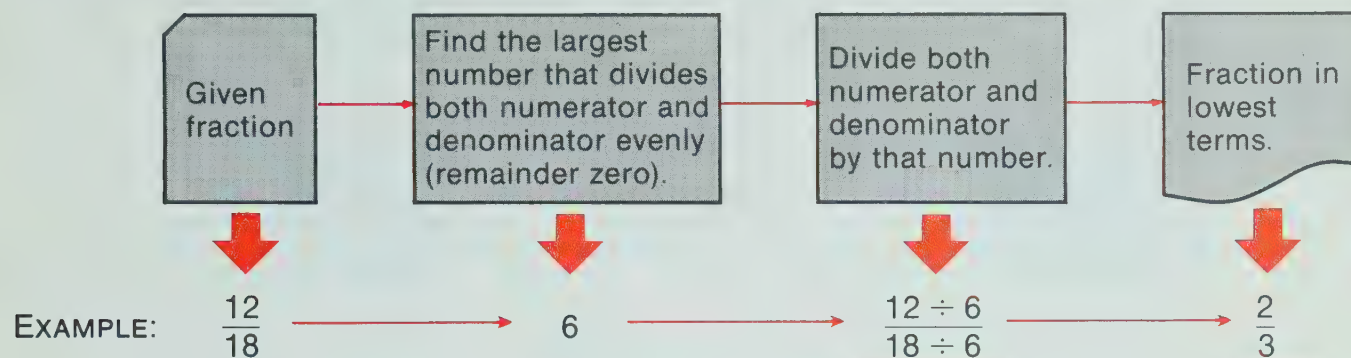 Given
fraction
Find the largest
number that divides
both numerator and
denominator evenly
(remainder zero).
Divide both
numerator and
denominator
by that number.
Fraction in
lowest
terms.
EXAMPLE:
12
18
6
12 ÷ 6
18 ÷ 6
2
3